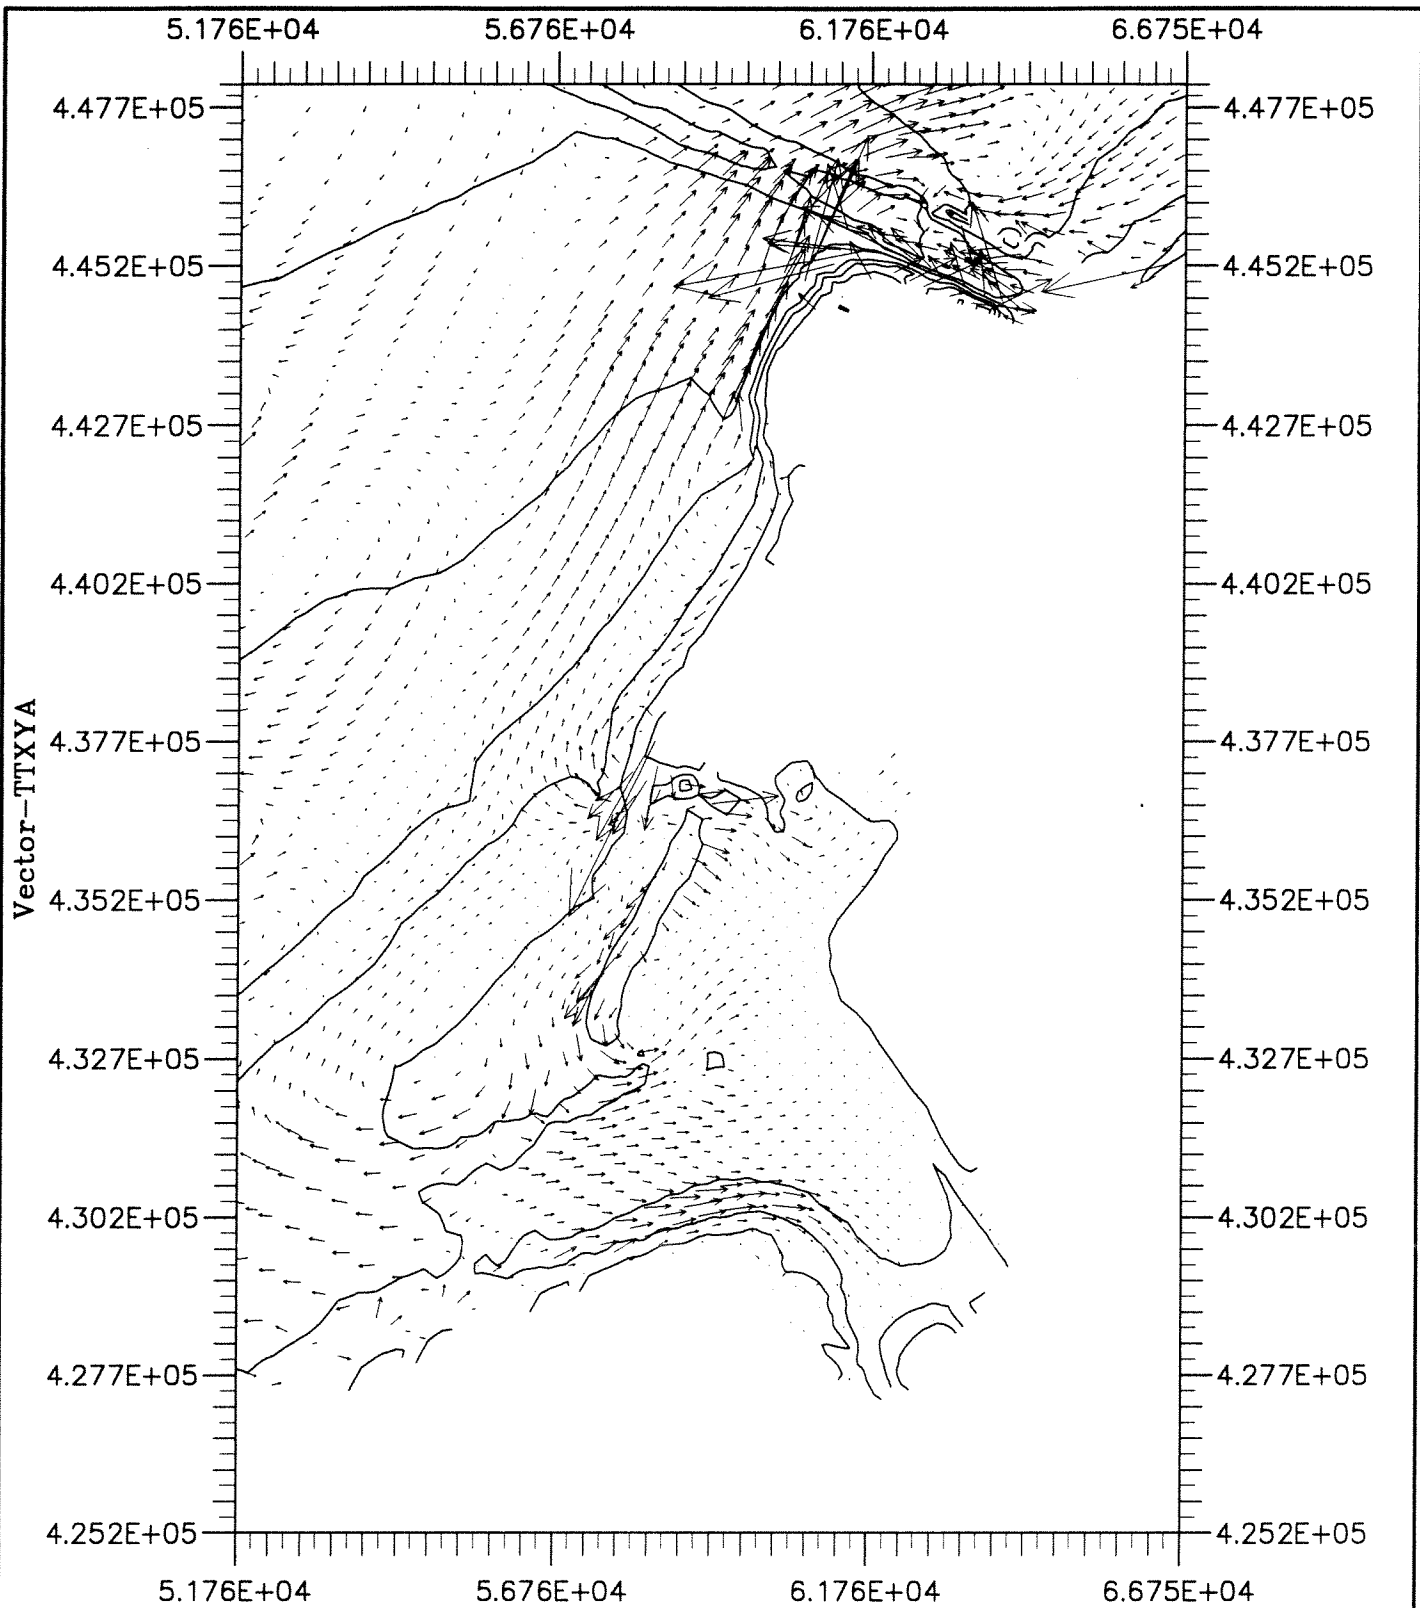 5.176E+04 5.676E+04 6.176E+04 6.675E+04
4.477E+05 4.477E+05
4.452E+05 4.452E+05
4.427E+05 4.427E+05
4.402E+05 4.402E+05
Vector-TTXYA
4.377E+05 4.377E+05
4.352E+05 4.352E+05
4.327E+05 4.327E+05
4.302E+05 4.302E+05
4.277E+05 4.277E+05
4.252E+05 4.252E+05
5.176E+04 5.676E+04 6.176E+04 6.675E+04